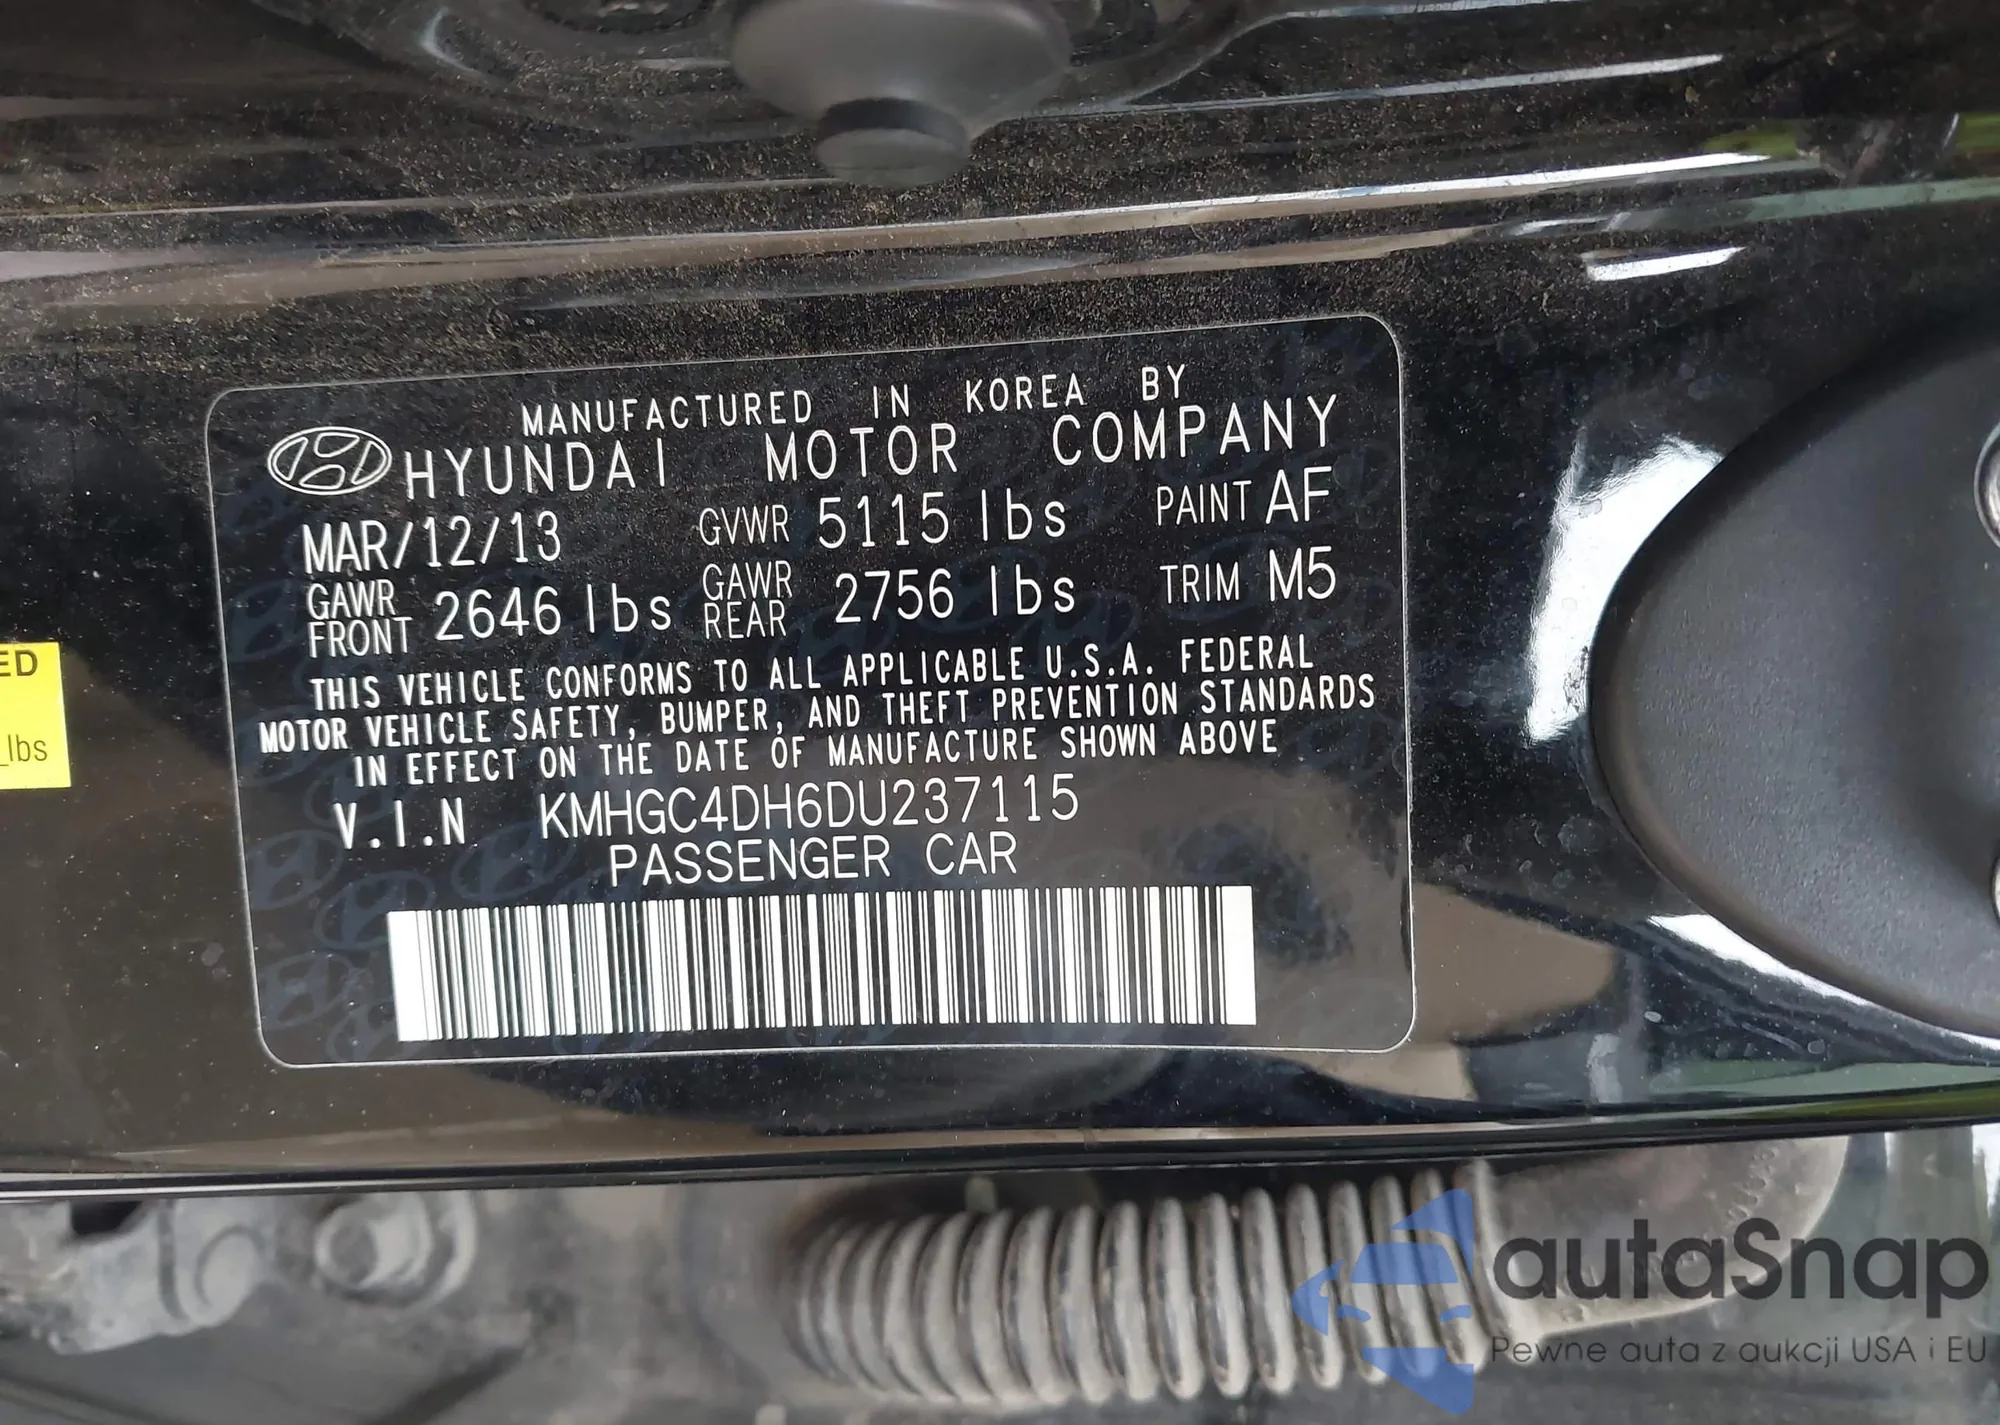 MANUFACTURED IN KOREA BY
HYUNDAI MOTOR COMPANY
MAR/12/13 GVWR 5115 lbs PAINT AF
GAWR FRONT 2646 lbs GAWR REAR 2756 lbs TRIM M5
THIS VEHICLE CONFORMS TO ALL APPLICABLE U.S.A. FEDERAL
MOTOR VEHICLE SAFETY, BUMPER, AND THEFT PREVENTION STANDARDS
IN EFFECT ON THE DATE OF MANUFACTURE SHOWN ABOVE
V.I.N KMHGC4DH6DU237115
PASSENGER CAR
ED
lbs
autaSnap
Pewne auta z aukcji USA i EU